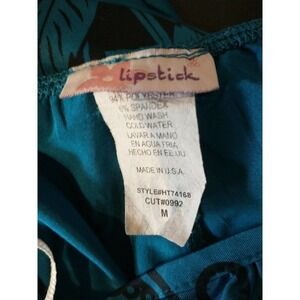 lipstick
94% POLYESTER
6% SPANDEX
HAND WASH
COLD WATER
LAVAR A MANO
EN AGUA FRIA
HECHO EN EE.UU
MADE IN U.S.A.
STYLE#HT74168
CUT#0992
M